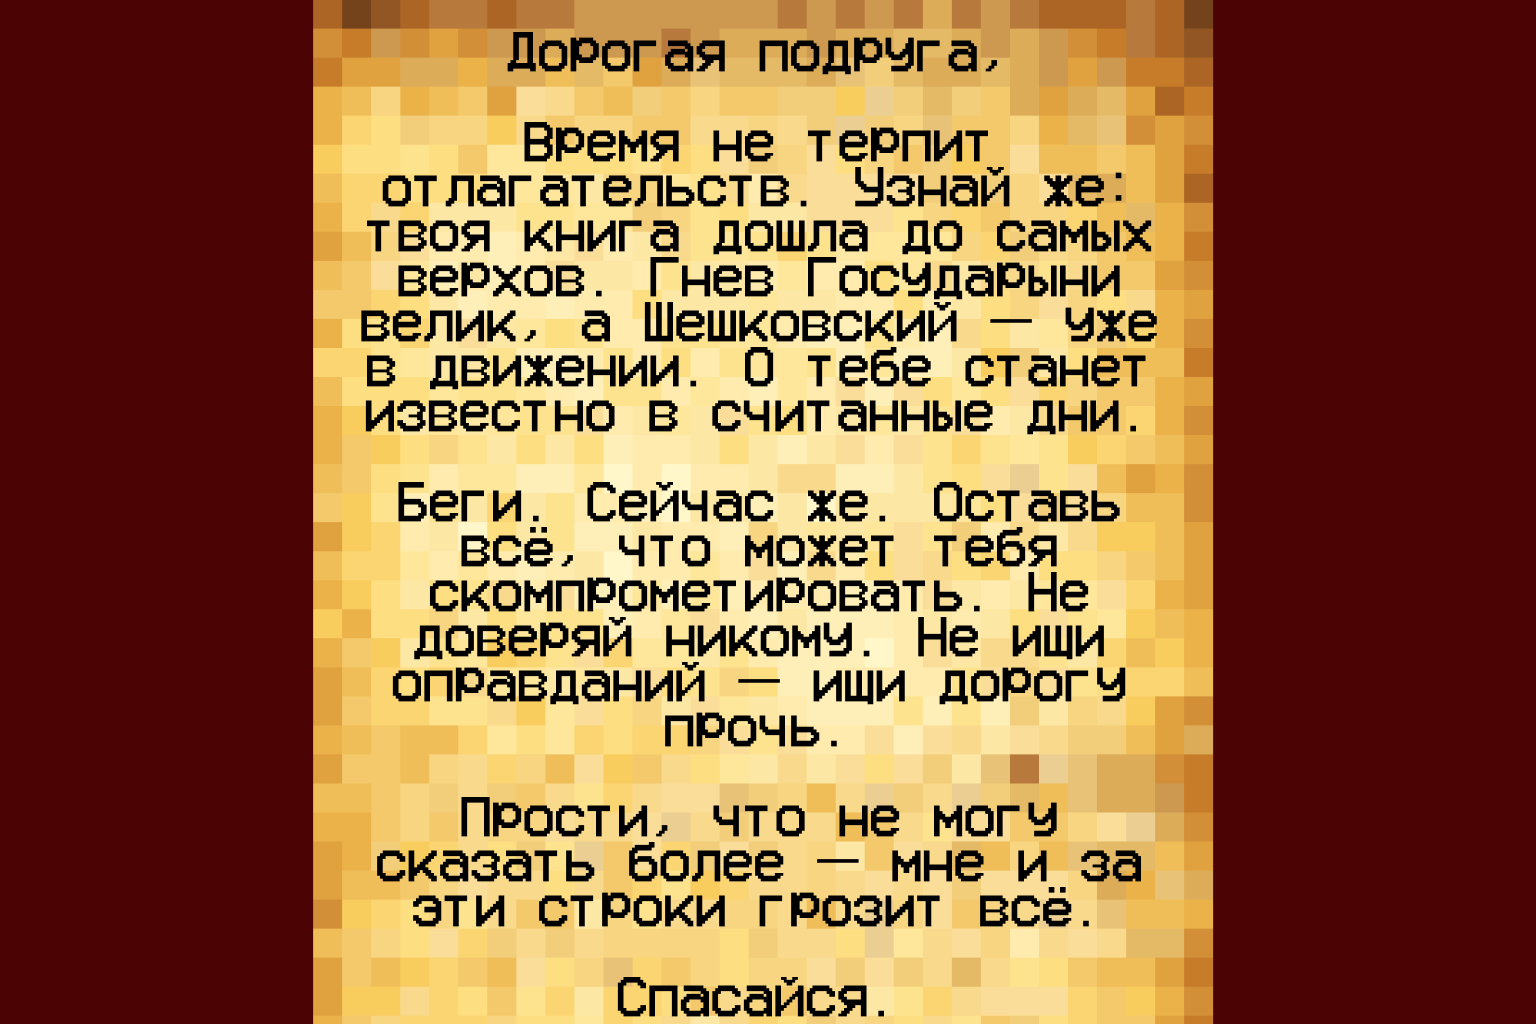 Дорогая подруга,
Время не терпит
отлагательств. Узнай же:
твоя книга дошла до самых
верхов. Гнев Государыни
велик, а Шешковский — уже
в движении. О тебе станет
известно в считанные дни.
Беги. Сейчас же. Оставь
всё, что может тебя
скомпрометировать. Не
доверяй никому. Не ищи
оправданий — ищи дорогу
прочь.
Прости, что не могу
сказать более — мне и за
эти строки грозит всё.
Спасайся.